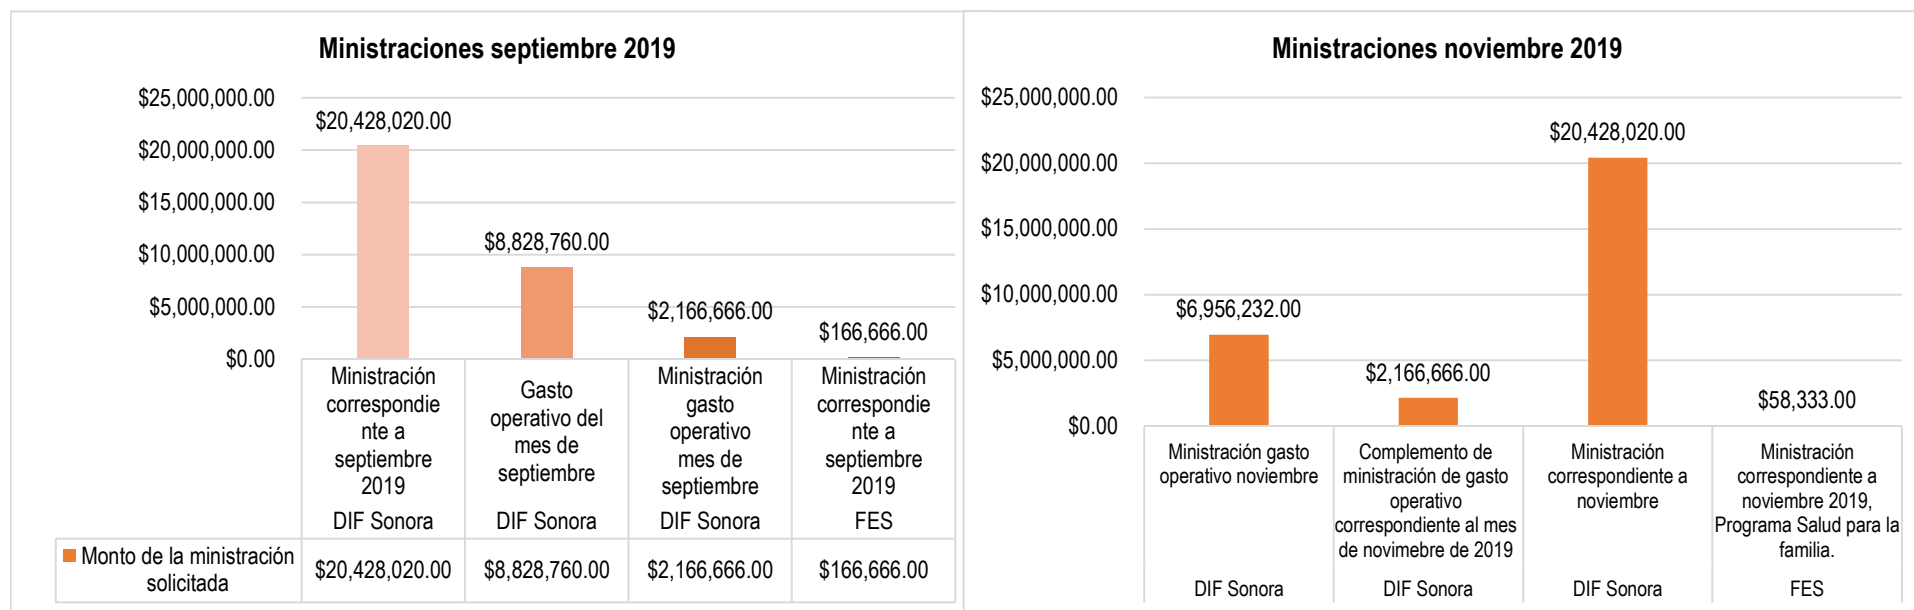 Ministraciones septiembre 2019
$25,000,000.00
$20,000,000.00
$15,000,000.00
$10,000,000.00
$5,000,000.00
$0.00
$20,428,020.00
$8,828,760.00
$2,166,666.00
$166,666.00
Ministración
correspondie
nte a
septiembre
2019
Gasto
operativo del
mes de
septiembre
Ministración
gasto
operativo
mes de
septiembre
Ministración
correspondie
nte a
septiembre
2019
DIF Sonora
DIF Sonora
DIF Sonora
FES
Monto de la ministración
solicitada
$20,428,020.00
$8,828,760.00
$2,166,666.00
$166,666.00
Ministraciones noviembre 2019
$25,000,000.00
$20,000,000.00
$15,000,000.00
$10,000,000.00
$5,000,000.00
$0.00
$6,956,232.00
$2,166,666.00
$20,428,020.00
$58,333.00
Ministración gasto
operativo noviembre
Complemento de
ministración de gasto
operativo
correspondiente al mes
de novimebre de 2019
Ministración
correspondiente a
noviembre
Ministración
correspondiente a
noviembre 2019,
Programa Salud para la
familia.
DIF Sonora
DIF Sonora
DIF Sonora
FES